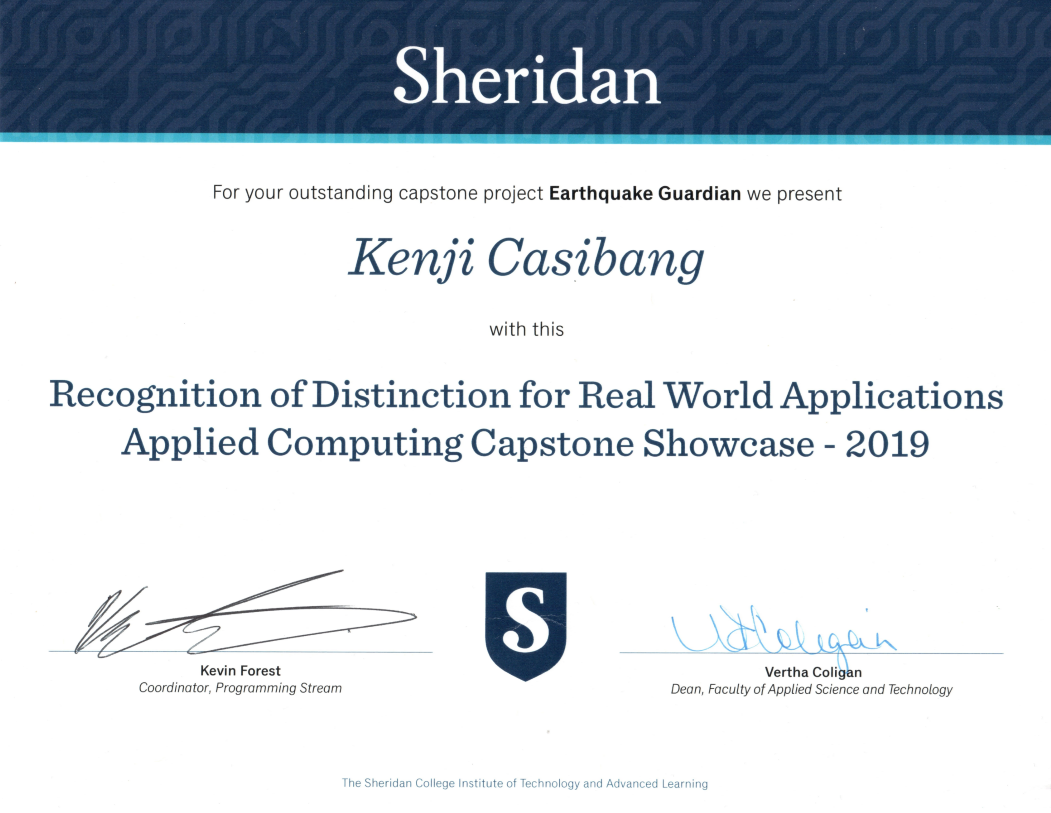 Sheridan
For your outstanding capstone project Earthquake Guardian we present
Kenji Casibang
with this
Recognition of Distinction for Real World Applications
Applied Computing Capstone Showcase - 2019
S
Kevin Forest
Coordinator, Programming Stream
Vertha Coligan
Dean, Faculty of Applied Science and Technology
The Sheridan College Institute of Technology and Advanced Learning